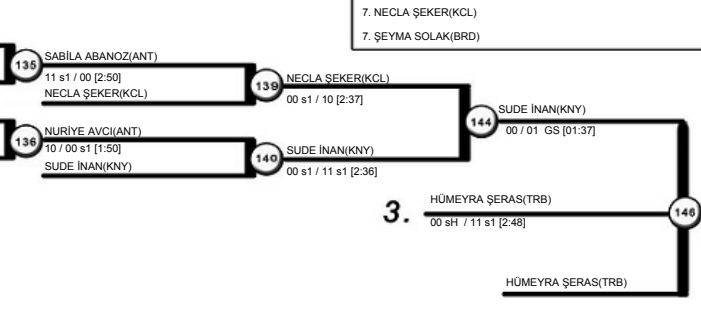 7. NECLA ŞEKER(KCL)
7. ŞEYMA SOLAK(BRD)
135
SABİLA ABANOZ(ANT)
11 s1 / 00 [2:50]
NECLA ŞEKER(KCL)
139
NECLA ŞEKER(KCL)
00 s1 / 10 [2:37]
136
NURİYE AVCI(ANT)
10 / 00 s1 [1:50]
SUDE İNAN(KNY)
140
SUDE İNAN(KNY)
00 s1 / 11 s1 [2:36]
144
SUDE İNAN(KNY)
00 / 01 GS [01:37]
3.
HÜMEYRA ŞERAS(TRB)
00 sH / 11 s1 [2:48]
146
HÜMEYRA ŞERAS(TRB)